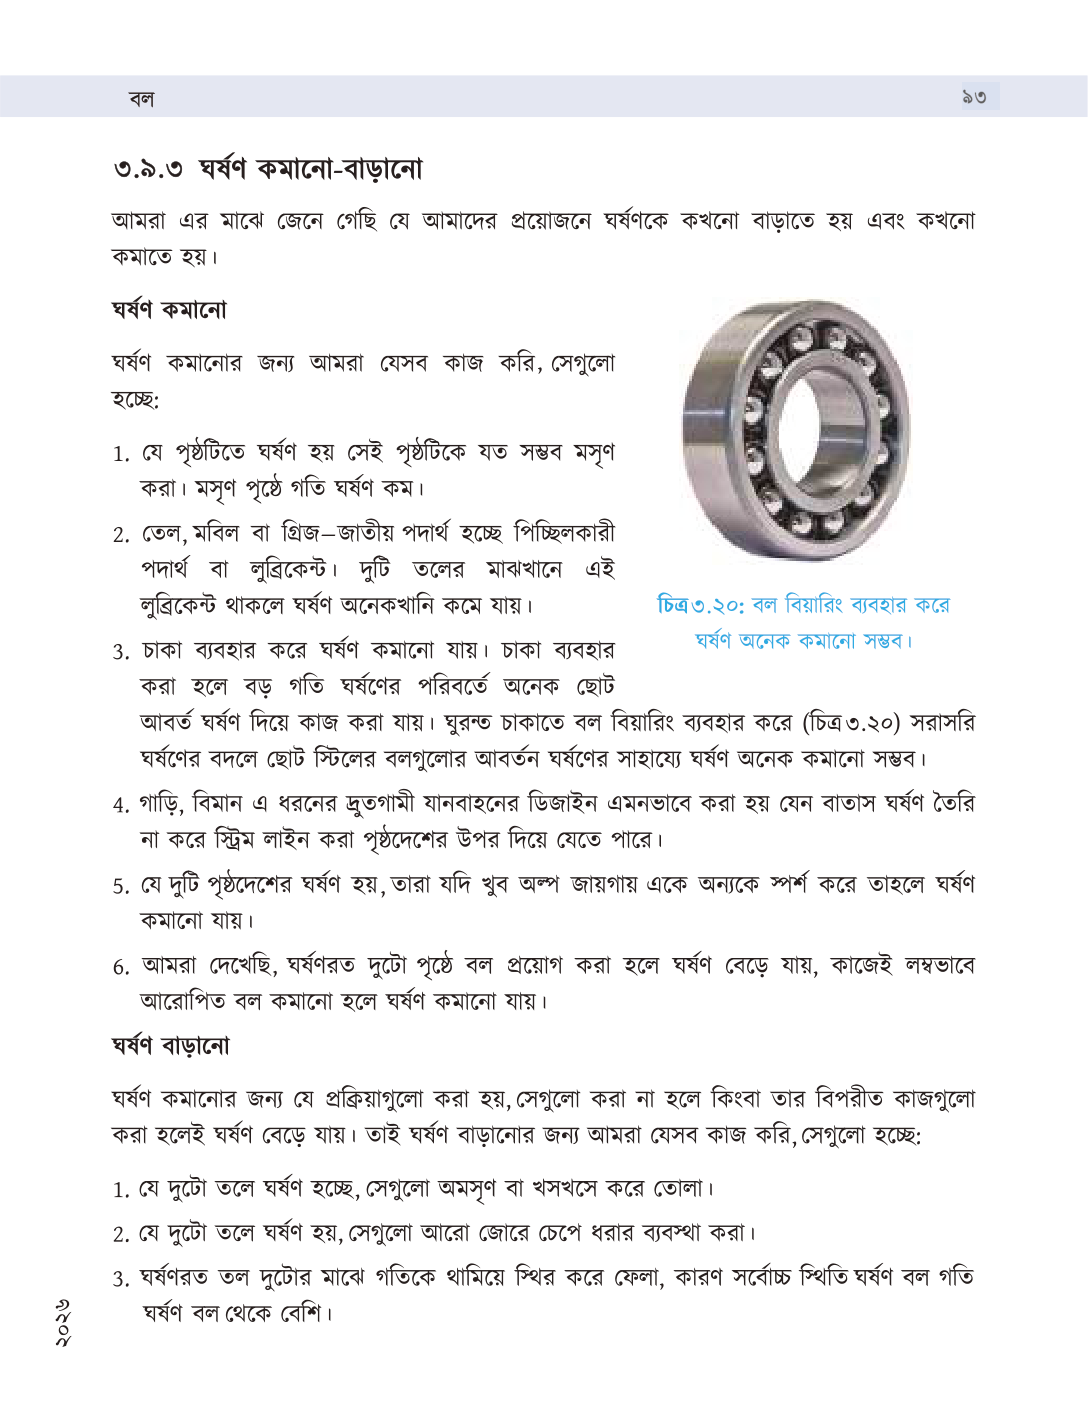 বল
৯৩
৩.৯.৩ ঘর্ষণ কমানো-বাড়ানো
আমরা এর মাঝে জেনে গেছি যে আমাদের প্রয়োজনে ঘর্ষণকে কখনো বাড়াতে হয় এবং কখনো
কমাতে হয়।
ঘর্ষণ কমানো
ঘর্ষণ কমানোর জন্য আমরা যেসব কাজ করি, সেগুলো
হচ্ছে:
1. যে পৃষ্ঠটিতে ঘর্ষণ হয় সেই পৃষ্ঠটিকে যত সম্ভব মসৃণ
করা। মসৃণ পৃষ্ঠে গতি ঘর্ষণ কম।
2. তেল, মবিল বা গ্রিজ–জাতীয় পদার্থ হচ্ছে পিচ্ছিলকারী
পদার্থ বা লুব্রিকেন্ট। দুটি তলের মাঝখানে এই
লুব্রিকেন্ট থাকলে ঘর্ষণ অনেকখানি কমে যায়।
চিত্র ৩.২০: বল বিয়ারিং ব্যবহার করে
ঘর্ষণ অনেক কমানো সম্ভব।
3. চাকা ব্যবহার করে ঘর্ষণ কমানো যায়। চাকা ব্যবহার
করা হলে বড় গতি ঘর্ষণের পরিবর্তে অনেক ছোট
আবর্ত ঘর্ষণ দিয়ে কাজ করা যায়। ঘুরন্ত চাকাতে বল বিয়ারিং ব্যবহার করে (চিত্র ৩.২০) সরাসরি
ঘর্ষণের বদলে ছোট স্টিলের বলগুলোর আবর্তন ঘর্ষণের সাহায্যে ঘর্ষণ অনেক কমানো সম্ভব।
4. গাড়ি, বিমান এ ধরনের দ্রুতগামী যানবাহনের ডিজাইন এমনভাবে করা হয় যেন বাতাস ঘর্ষণ তৈরি
না করে স্ট্রিম লাইন করা পৃষ্ঠদেশের উপর দিয়ে যেতে পারে।
5. যে দুটি পৃষ্ঠদেশের ঘর্ষণ হয়, তারা যদি খুব অল্প জায়গায় একে অন্যকে স্পর্শ করে তাহলে ঘর্ষণ
কমানো যায়।
6. আমরা দেখেছি, ঘর্ষণরত দুটো পৃষ্ঠে বল প্রয়োগ করা হলে ঘর্ষণ বেড়ে যায়, কাজেই লম্বভাবে
আরোপিত বল কমানো হলে ঘর্ষণ কমানো যায়।
ঘর্ষণ বাড়ানো
ঘর্ষণ কমানোর জন্য যে প্রক্রিয়াগুলো করা হয়, সেগুলো করা না হলে কিংবা তার বিপরীত কাজগুলো
করা হলেই ঘর্ষণ বেড়ে যায়। তাই ঘর্ষণ বাড়ানোর জন্য আমরা যেসব কাজ করি, সেগুলো হচ্ছে:
1. যে দুটো তলে ঘর্ষণ হচ্ছে, সেগুলো অমসৃণ বা খসখসে করে তোলা।
2. যে দুটো তলে ঘর্ষণ হয়, সেগুলো আরো জোরে চেপে ধরার ব্যবস্থা করা।
3. ঘর্ষণরত তল দুটোর মাঝে গতিকে থামিয়ে স্থির করে ফেলা, কারণ সর্বোচ্চ স্থিতি ঘর্ষণ বল গতি
ঘর্ষণ বল থেকে বেশি।
২০২৬